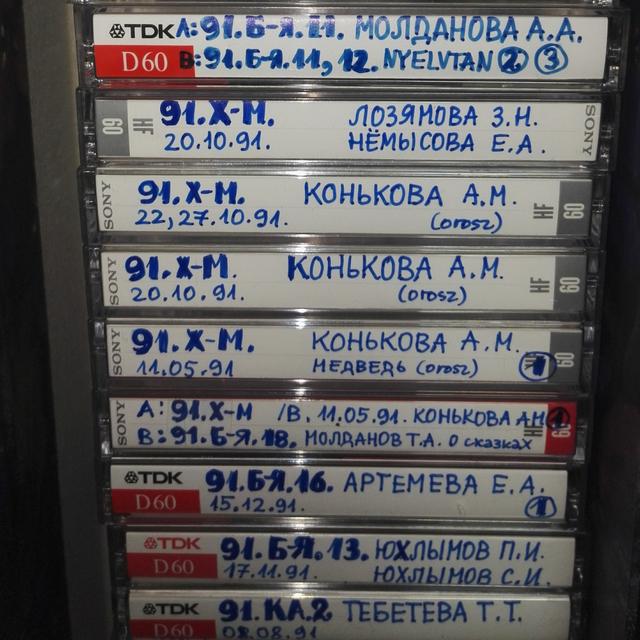 TDK A: 91.Б-Я.11. МОЛДАНОВА А.А.
D60 B: 91.Б-Я.11, 12. NYELVTAN 2 3
60 HF 91.Х-М. ЛОЗЯМОВА З.Н. SONY
20.10.91. НЁМЫСОВА Е.А.
SONY 91.Х-М. КОНЬКОВА А.М. HF 60
22,27.10.91. (orosz)
SONY 91.Х-М. КОНЬКОВА А.М. HF 60
20.10.91. (orosz)
SONY 91.Х-М. КОНЬКОВА А.М. 60
11.05.91 МЕДВЕДЬ (orosz) 1
SONY A: 91.Х-М /В, 11.05.91. КОНЬКОВА АМ 1
B: 91.Б-Я.18. МОЛДАНОВ Т.А. О сказках HF
TDK 91.Б-Я.16. АРТЕМЕВА Е.А.
D60 15.12.91. 1
TDK 91.Б-Я.13. ЮХЛЫМОВ П.И.
D60 17.11.91. ЮХЛЫМОВ С.И.
TDK 91.КА.2 ТЕБЕТЕВА Т.Т.
D60 08.08.91